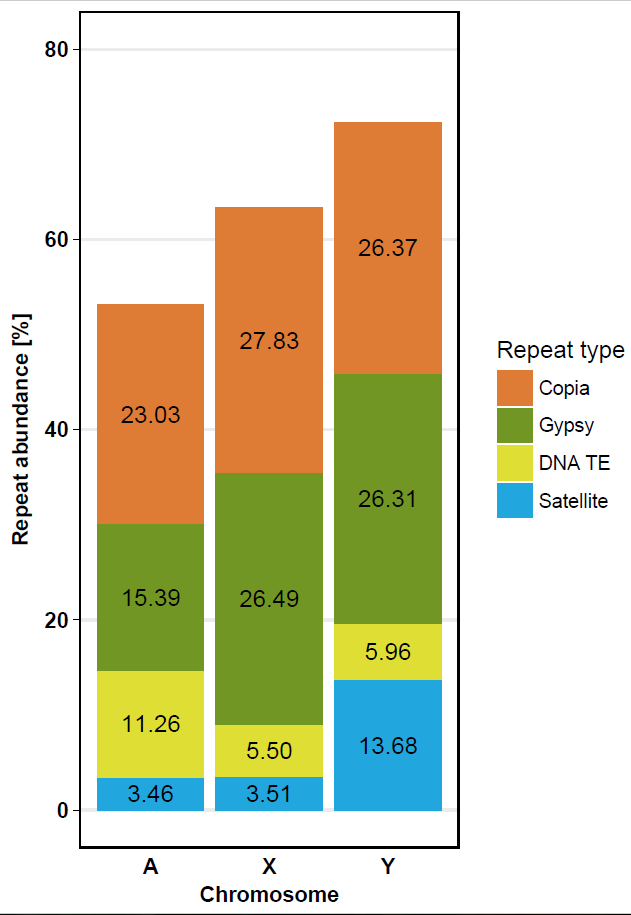 80
60
40
20
0
Repeat abundance [%]
23.03
15.39
11.26
3.46
27.83
26.49
5.50
3.51
26.37
26.31
5.96
13.68
A X Y
Chromosome
Repeat type
Copia
Gypsy
DNA TE
Satellite